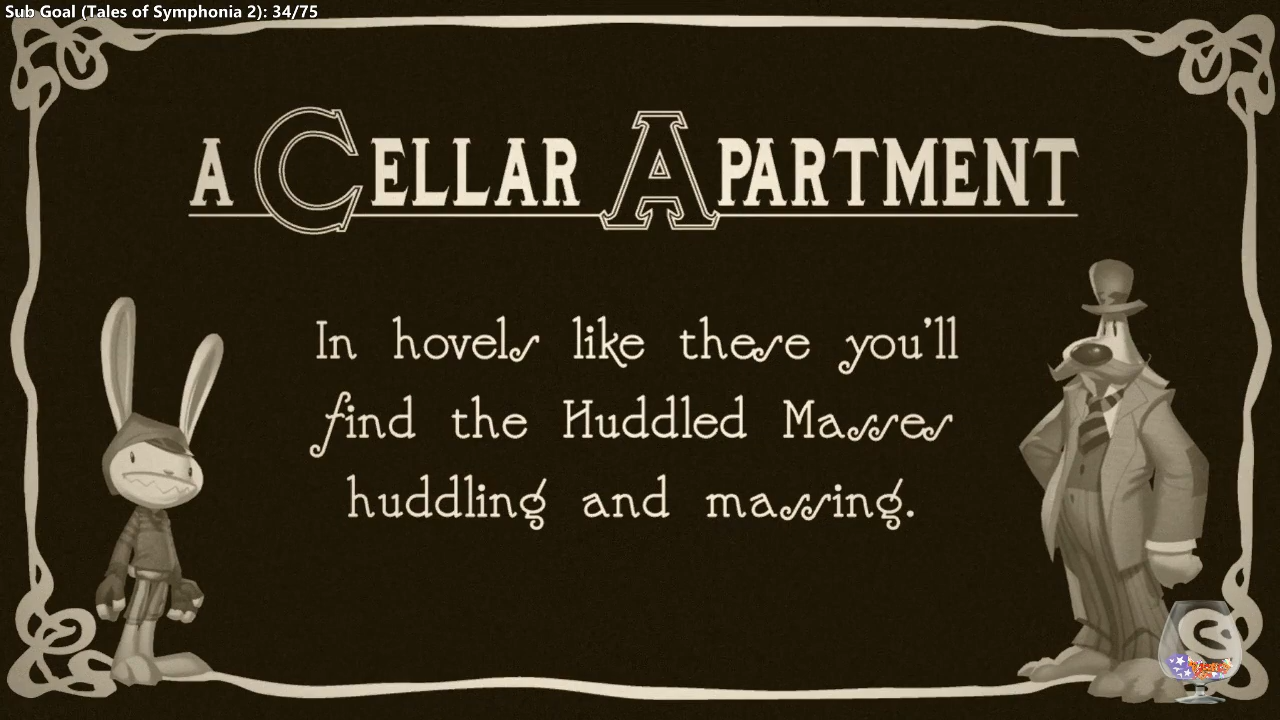 Sub Goal (Tales of Symphonia 2): 34/75
A CELLAR APARTMENT
In hovels like these you'll
find the Huddled Masses
huddling and massing.